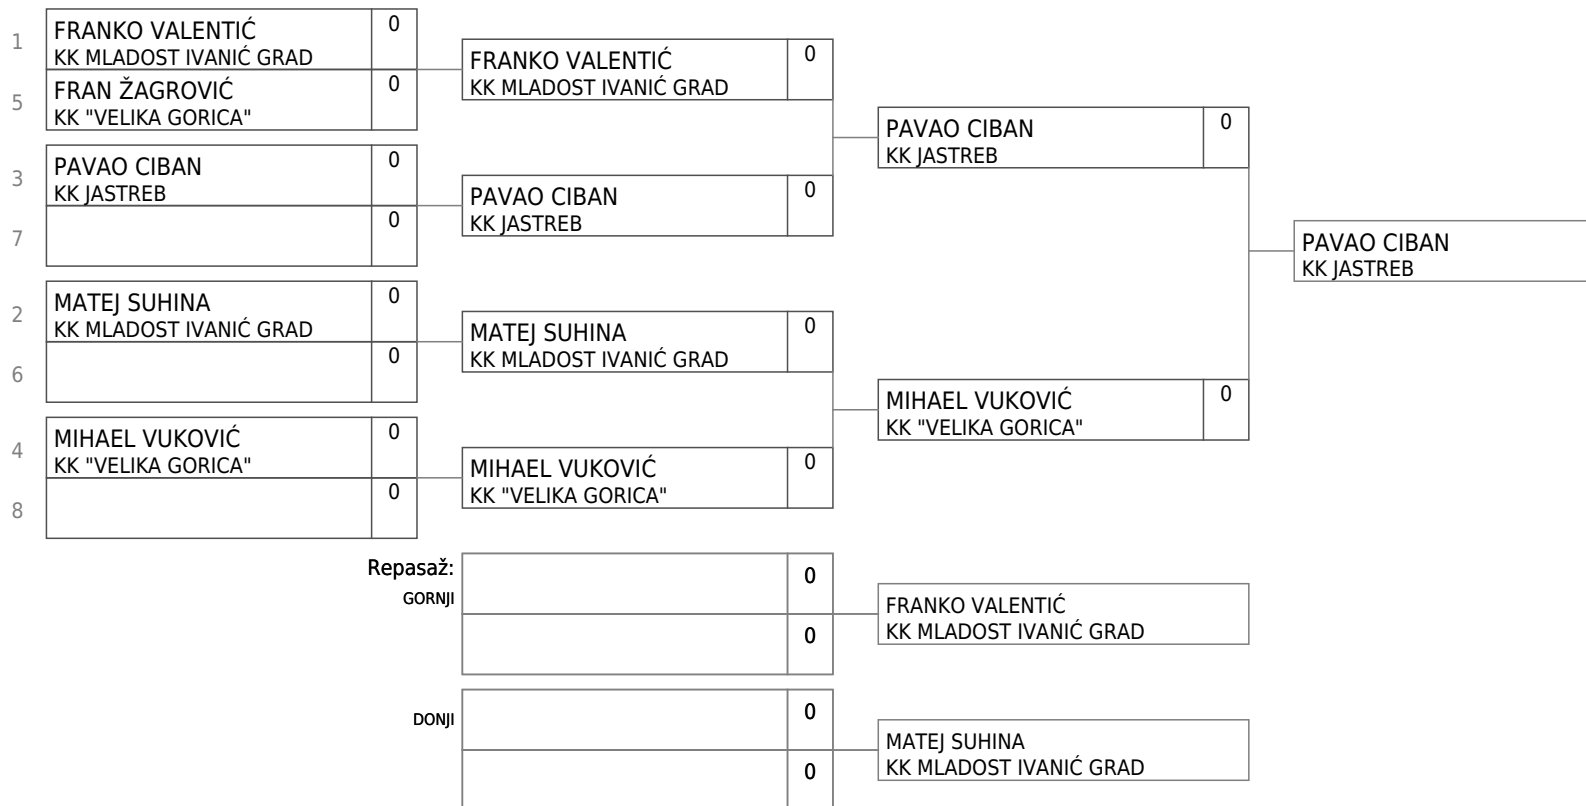 1
FRANKO VALENTIĆ
KK MLADOST IVANIĆ GRAD
0
5
FRAN ŽAGROVIĆ
KK "VELIKA GORICA"
0
3
PAVAO CIBAN
KK JASTREB
0
7
0
2
MATEJ SUHINA
KK MLADOST IVANIĆ GRAD
0
6
0
4
MIHAEL VUKOVIĆ
KK "VELIKA GORICA"
0
8
0
FRANKO VALENTIĆ
KK MLADOST IVANIĆ GRAD
0
PAVAO CIBAN
KK JASTREB
0
MATEJ SUHINA
KK MLADOST IVANIĆ GRAD
0
MIHAEL VUKOVIĆ
KK "VELIKA GORICA"
0
PAVAO CIBAN
KK JASTREB
0
MIHAEL VUKOVIĆ
KK "VELIKA GORICA"
0
PAVAO CIBAN
KK JASTREB
Repasaž:
GORNJI
0
0
FRANKO VALENTIĆ
KK MLADOST IVANIĆ GRAD
DONJI
0
0
MATEJ SUHINA
KK MLADOST IVANIĆ GRAD